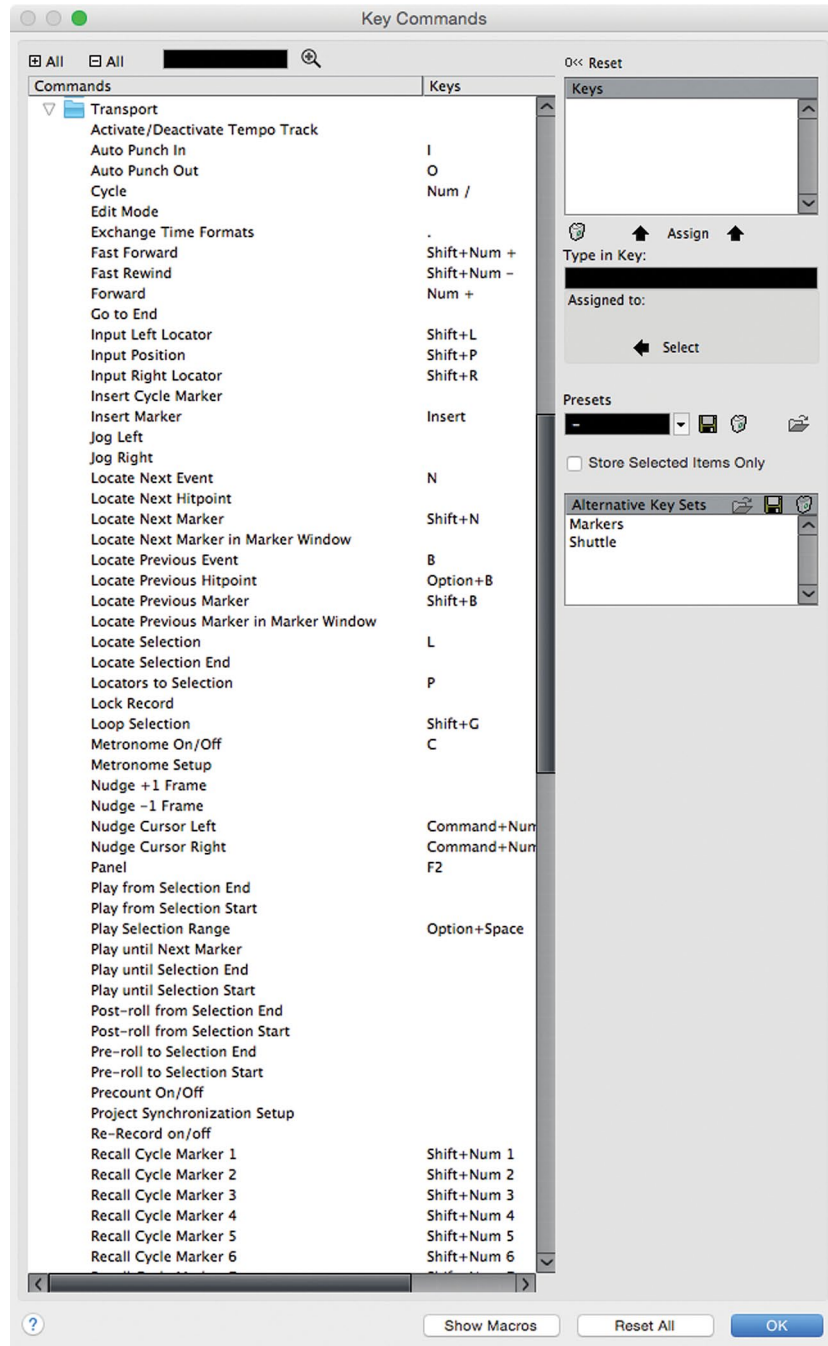 Key Commands
All All
Commands Keys
Transport
Activate/Deactivate Tempo Track
Auto Punch In I
Auto Punch Out O
Cycle Num /
Edit Mode
Exchange Time Formats .
Fast Forward Shift+Num +
Fast Rewind Shift+Num -
Forward Num +
Go to End
Input Left Locator Shift+L
Input Position Shift+P
Input Right Locator Shift+R
Insert Cycle Marker
Insert Marker Insert
Jog Left
Jog Right
Locate Next Event N
Locate Next Hitpoint
Locate Next Marker Shift+N
Locate Next Marker in Marker Window
Locate Previous Event B
Locate Previous Hitpoint Option+B
Locate Previous Marker Shift+B
Locate Previous Marker in Marker Window
Locate Selection L
Locate Selection End
Locators to Selection P
Lock Record
Loop Selection Shift+G
Metronome On/Off C
Metronome Setup
Nudge +1 Frame
Nudge -1 Frame
Nudge Cursor Left Command+Num
Nudge Cursor Right Command+Num
Panel F2
Play from Selection End
Play from Selection Start
Play Selection Range Option+Space
Play until Next Marker
Play until Selection End
Play until Selection Start
Post-roll from Selection End
Post-roll from Selection Start
Pre-roll to Selection End
Pre-roll to Selection Start
Precount On/Off
Project Synchronization Setup
Re-Record on/off
Recall Cycle Marker 1 Shift+Num 1
Recall Cycle Marker 2 Shift+Num 2
Recall Cycle Marker 3 Shift+Num 3
Recall Cycle Marker 4 Shift+Num 4
Recall Cycle Marker 5 Shift+Num 5
Recall Cycle Marker 6 Shift+Num 6
0<< Reset
Keys
Assign
Type in Key:
Assigned to:
Select
Presets
-
Store Selected Items Only
Alternative Key Sets
Markers
Shuttle
?
Show Macros
Reset All
OK